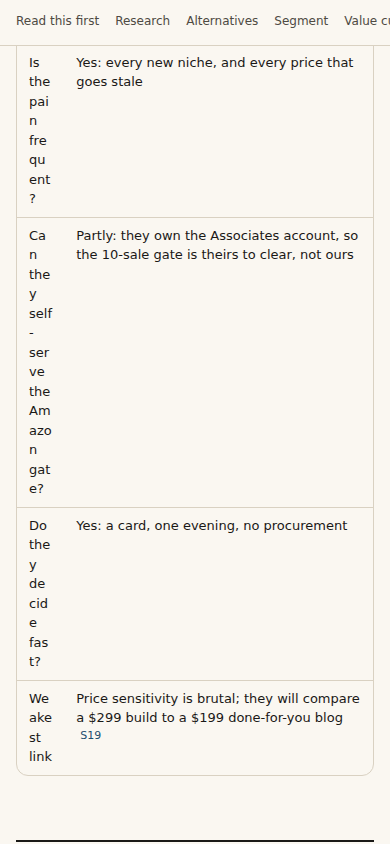 Read this first Research Alternatives Segment Value cu
Is
the
pai
n
fre
qu
ent
?
Yes: every new niche, and every price that
goes stale
Ca
n
the
y
self
-
ser
ve
the
Am
azo
n
gat
e?
Partly: they own the Associates account, so
the 10-sale gate is theirs to clear, not ours
Do
the
y
de
cid
e
fas
t?
Yes: a card, one evening, no procurement
We
ake
st
link
Price sensitivity is brutal; they will compare
a $299 build to a $199 done-for-you blog
S19